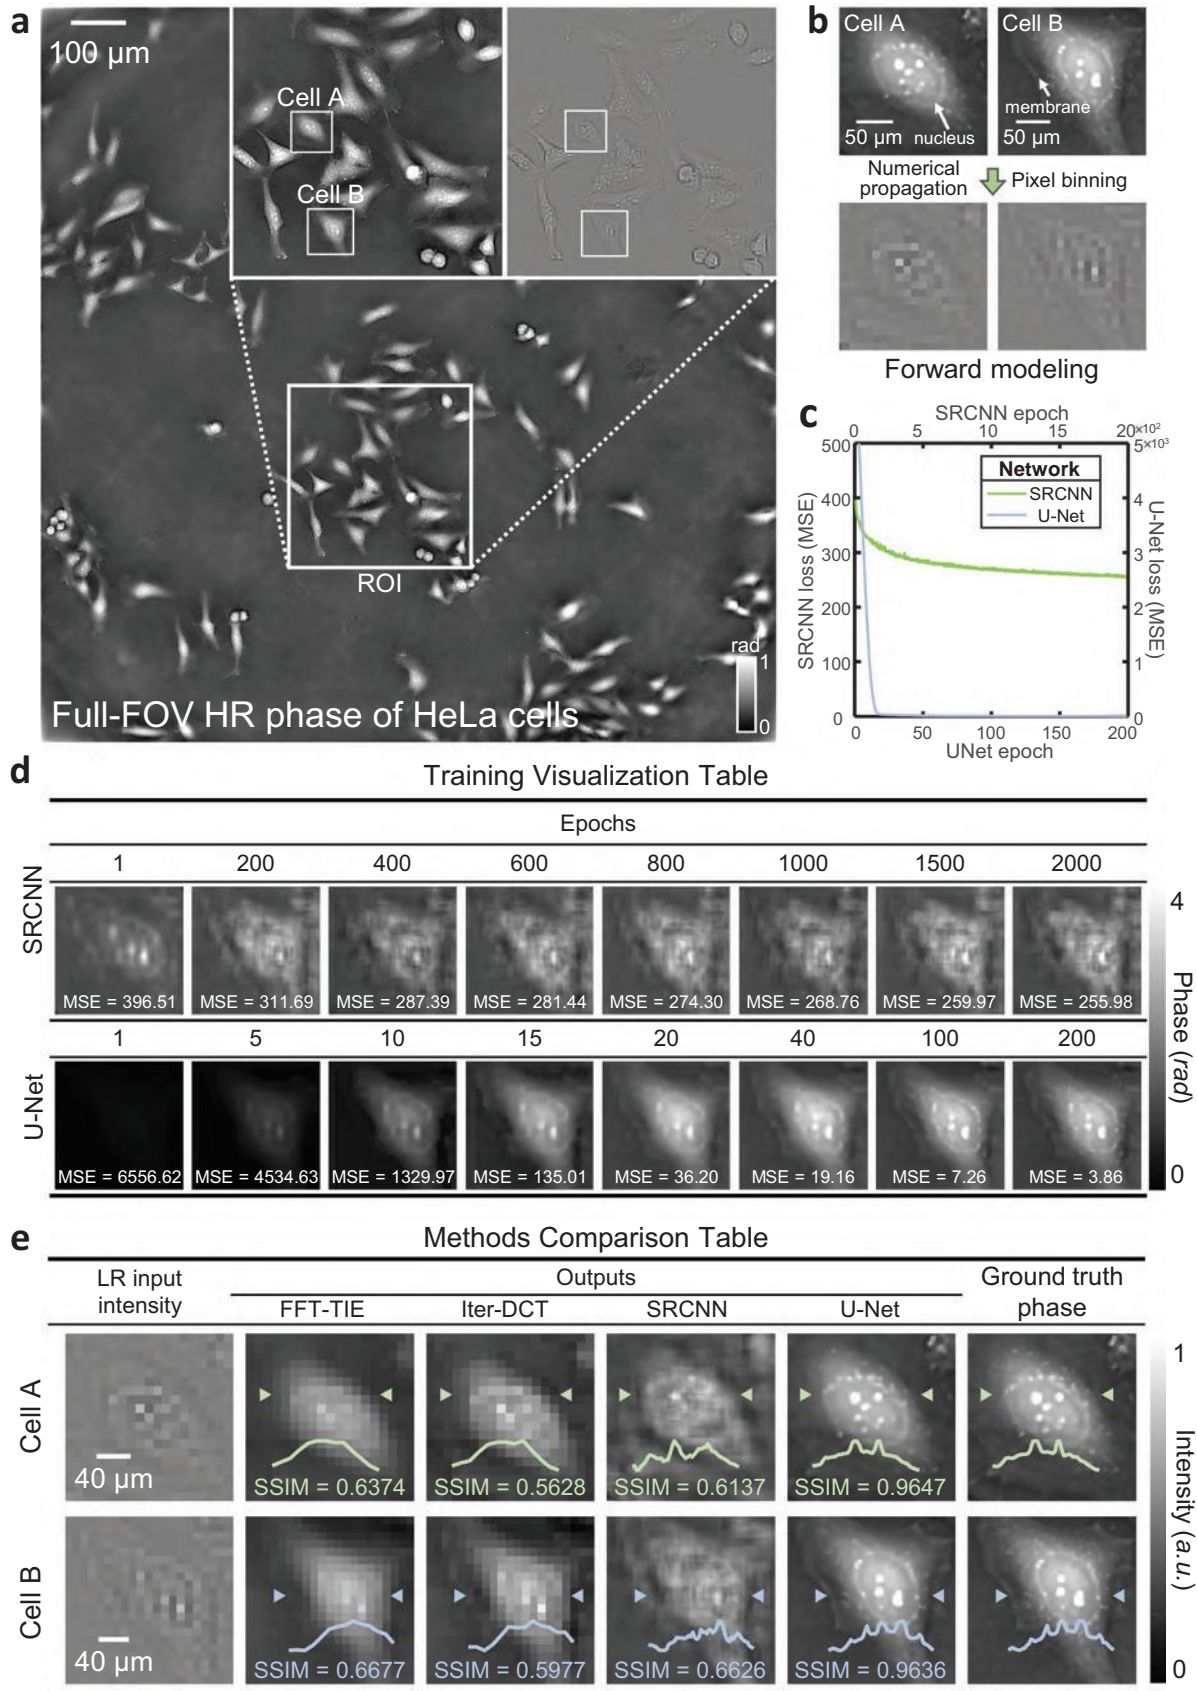 a
100 μm
Cell A
Cell B
ROI
rad
1
0
Full-FOV HR phase of HeLa cells
b
Cell A
Cell B
nucleus
membrane
50 μm
50 μm
Numerical
propagation
Pixel binning
Forward modeling
c
SRCNN epoch
0 5 10 15 20×10²
5×10³
500
400
300
200
100
0
SRCNN loss (MSE)
Network
SRCNN
U-Net
4
3
2
1
0
U-Net loss (MSE)
0 50 100 150 200
UNet epoch
d
Training Visualization Table
Epochs
1 200 400 600 800 1000 1500 2000
SRCNN
MSE = 396.51 MSE = 311.69 MSE = 287.39 MSE = 281.44 MSE = 274.30 MSE = 268.76 MSE = 259.97 MSE = 255.98
1 5 10 15 20 40 100 200
U-Net
MSE = 6556.62 MSE = 4534.63 MSE = 1329.97 MSE = 135.01 MSE = 36.20 MSE = 19.16 MSE = 7.26 MSE = 3.86
4
Phase (rad)
0
e
Methods Comparison Table
LR input
intensity
Outputs
FFT-TIE Iter-DCT SRCNN U-Net
Ground truth
phase
Cell A
40 μm
SSIM = 0.6374 SSIM = 0.5628 SSIM = 0.6137 SSIM = 0.9647
Cell B
40 μm
SSIM = 0.6677 SSIM = 0.5977 SSIM = 0.6626 SSIM = 0.9636
1
Intensity (a.u.)
0